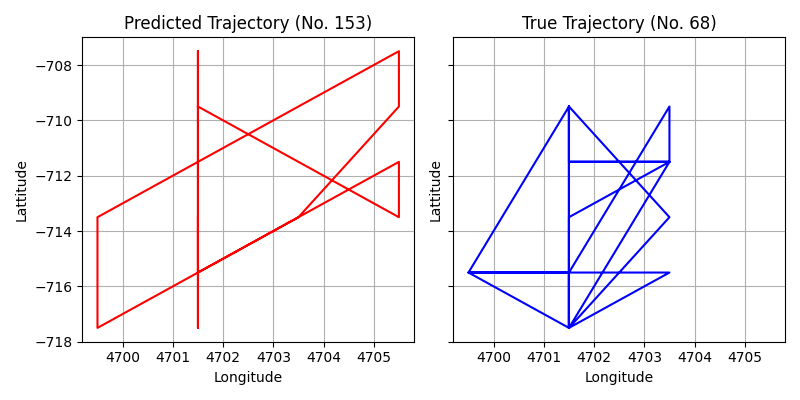 Predicted Trajectory (No. 153)
True Trajectory (No. 68)
−708
−710
−712
−714
−716
−718
Lattitude
Lattitude
4700 4701 4702 4703 4704 4705
4700 4701 4702 4703 4704 4705
Longitude
Longitude